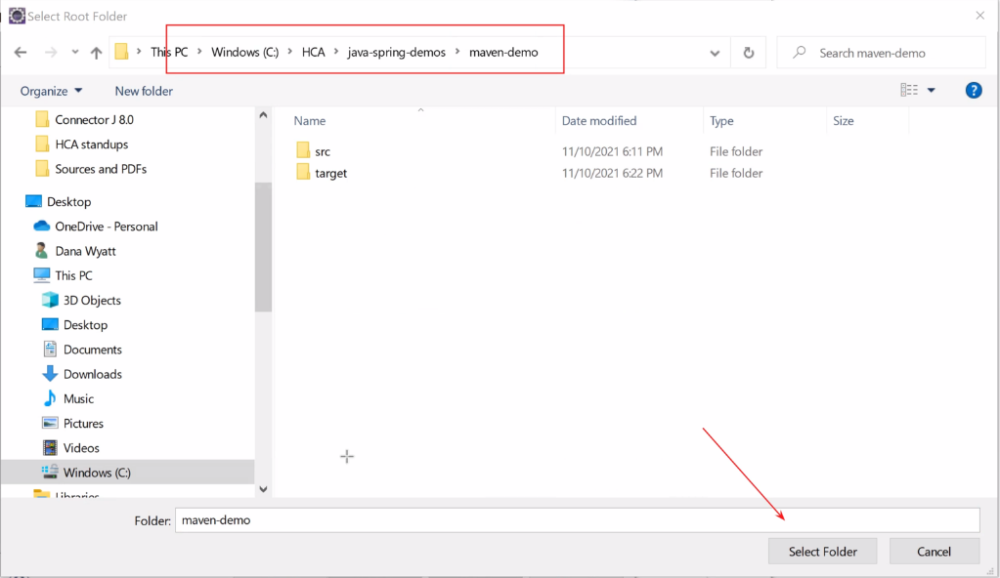 Select Root Folder
This PC > Windows (C:) > HCA > java-spring-demos > maven-demo
Search maven-demo
Organize
New folder
Connector J 8.0
HCA standups
Sources and PDFs
Desktop
OneDrive - Personal
Dana Wyatt
This PC
3D Objects
Desktop
Documents
Downloads
Music
Pictures
Videos
Windows (C:)
Libraries
Name Date modified Type Size
src 11/10/2021 6:11 PM File folder
target 11/10/2021 6:22 PM File folder
Folder: maven-demo
Select Folder
Cancel